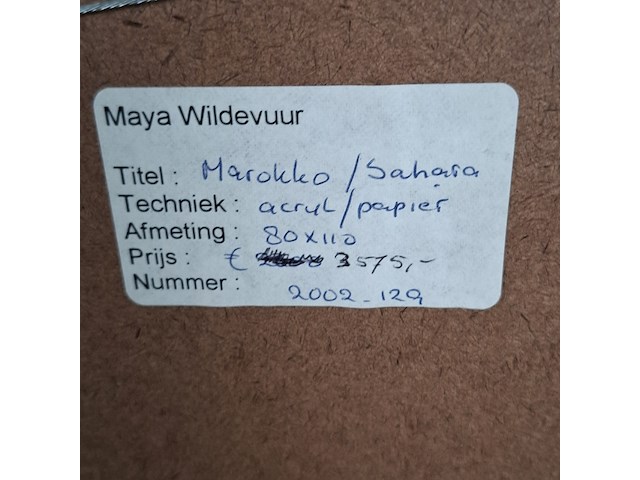 Maya Wildevuur
Titel : Marokko / Sahara
Techniek : acryl / papier
Afmeting : 80x110
Prijs : € 3575,-
Nummer : 2002-129